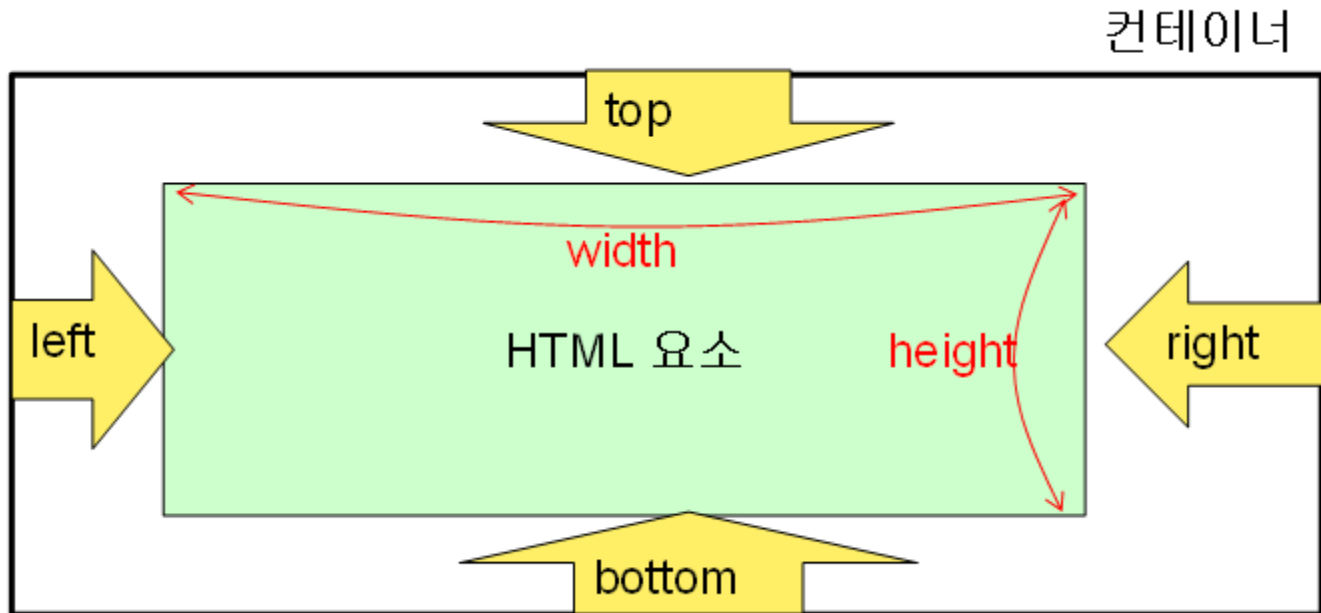 컨테이너
top
width
left
HTML 요소
height
right
bottom